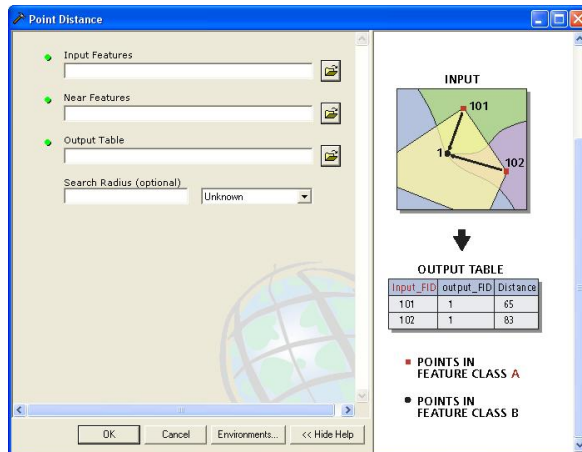 Point Distance
Input Features
Near Features
Output Table
Search Radius (optional)
Unknown
OK
Cancel
Environments...
<< Hide Help
INPUT
101
1
102
OUTPUT TABLE
Input_FID output_FID Distance
101 1 65
102 1 83
POINTS IN
FEATURE CLASS A
POINTS IN
FEATURE CLASS B